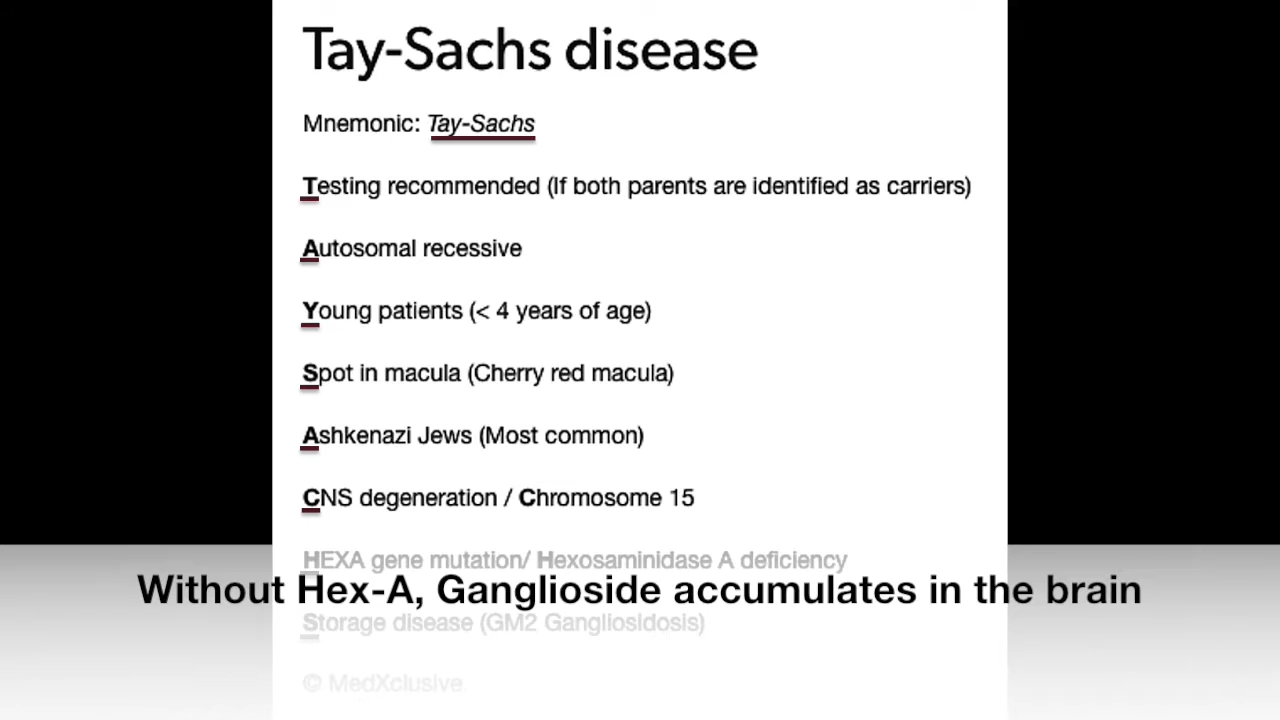 Tay-Sachs disease
Mnemonic: Tay-Sachs
Testing recommended (If both parents are identified as carriers)
Autosomal recessive
Young patients (< 4 years of age)
Spot in macula (Cherry red macula)
Ashkenazi Jews (Most common)
CNS degeneration / Chromosome 15
HEXA gene mutation/ Hexosaminidase A deficiency
Without Hex-A, Ganglioside accumulates in the brain
Storage disease (GM2 Gangliosidosis)
© MedXclusive.